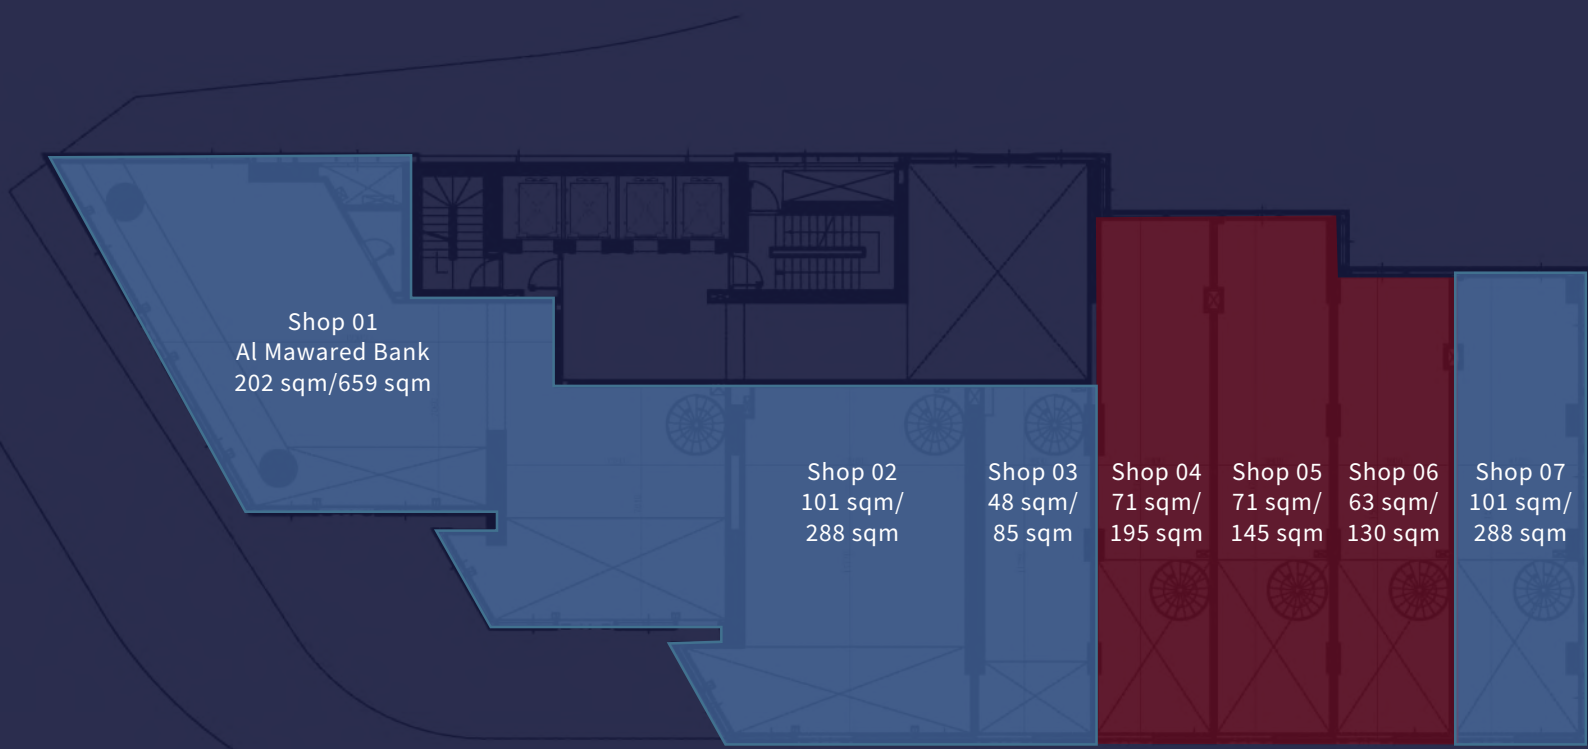 Shop 01
Al Mawared Bank
202 sqm/659 sqm
Shop 02
101 sqm/
288 sqm
Shop 03
48 sqm/
85 sqm
Shop 04
71 sqm/
195 sqm
Shop 05
71 sqm/
145 sqm
Shop 06
63 sqm/
130 sqm
Shop 07
101 sqm/
288 sqm